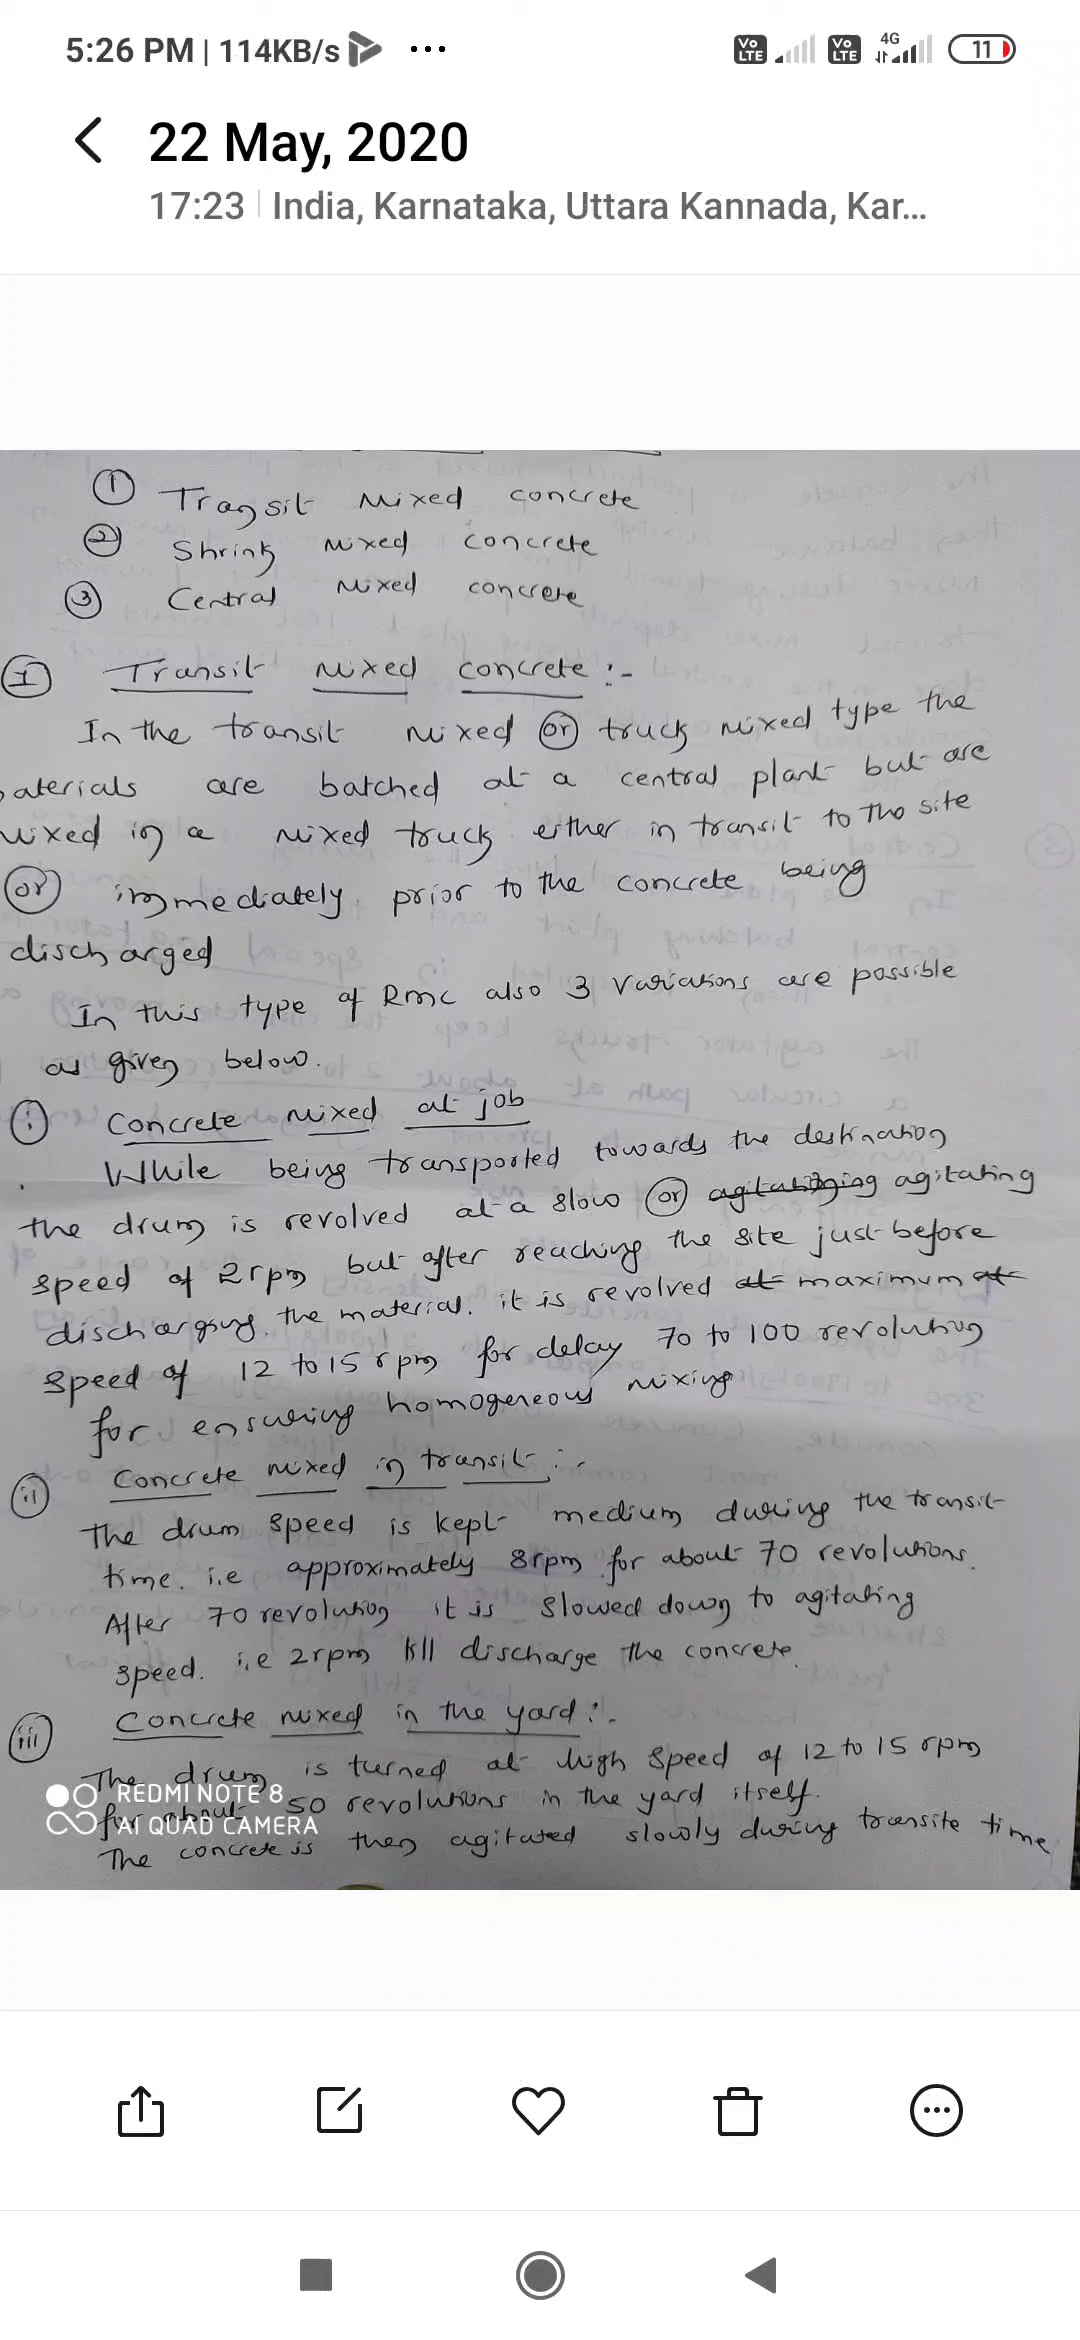 5:26 PM | 114KB/s ...
Vo LTE Vo LTE 4G 11
22 May, 2020
17:23 India, Karnataka, Uttara Kannada, Kar...
① Transit Mixed concrete
② Shrink Mixed concrete
③ Central Mixed concrete
① Transit Mixed concrete :-
In the transit mixed (or) truck mixed type the
aterials are batched at a central plant but are
mixed in a mixed truck either in transit to the site
(or) immediately prior to the concrete being
discharged
In this type of Rmc also 3 variations are possible
as given below.
(i) Concrete mixed at job
While being transported towards the destination
the drum is revolved at a slow (or) agitating
speed of 2rpm but after reaching the site just before
discharging the material. it is revolved maximum
speed of 12 to 15 rpm for delay 70 to 100 revolution
for ensuring homogeneous mixing
(ii) Concrete mixed in transit :-
The drum speed is kept medium during the transit
time. i.e approximately 8rpm for about 70 revolutions.
After 70 revolution it is slowed down to agitating
speed. i.e 2rpm till discharge the concrete.
(iii) Concrete mixed in the yard :-
The drum is turned at high speed of 12 to 15 rpm
for about 50 revolutions in the yard itself.
The concrete is then agitated slowly during transite time
REDMI NOTE 8
AI QUAD CAMERA